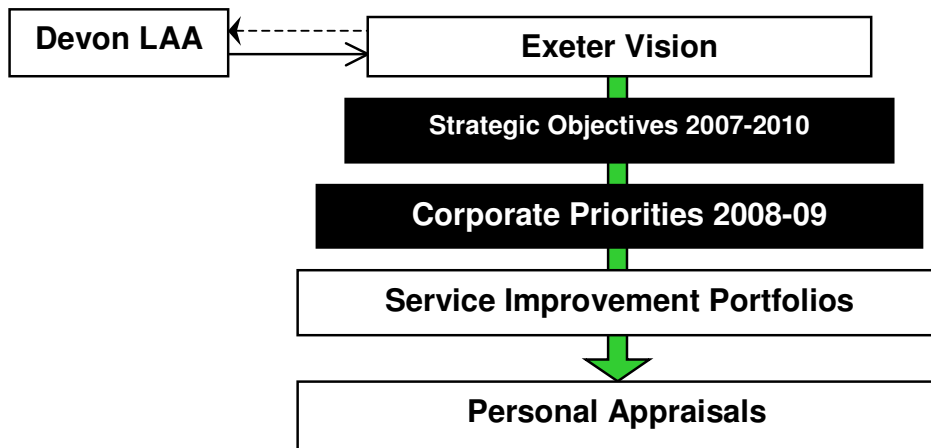 Devon LAA
Exeter Vision
Strategic Objectives 2007-2010
Corporate Priorities 2008-09
Service Improvement Portfolios
Personal Appraisals